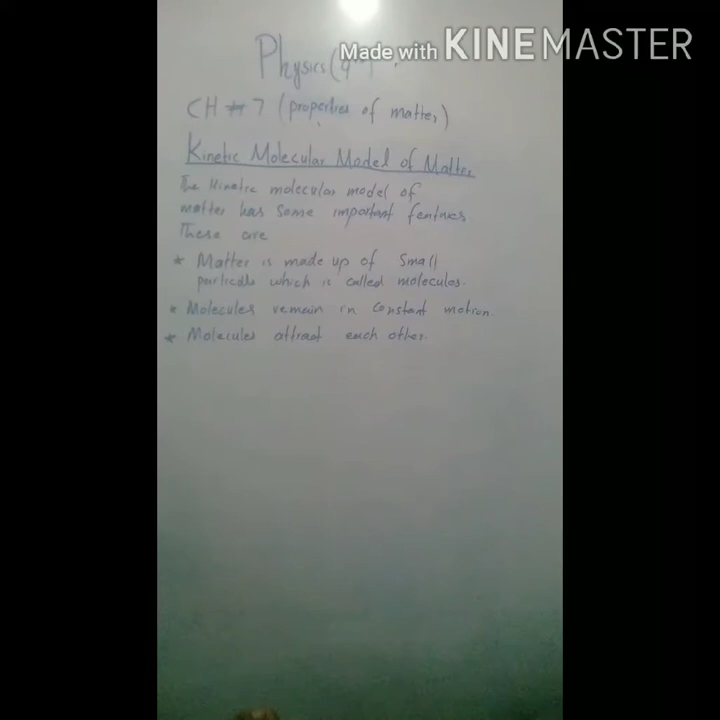 Made with KINEMASTER
Physics (9th)
CH # 7 (properties of matter)
Kinetic Molecular Model of Matter
The Kinetic molecular model of
matter has some important features.
These are
* Matter is made up of Small
particals which is called molecules.
* Molecules remain in constant motion.
* Molecules attract each other.